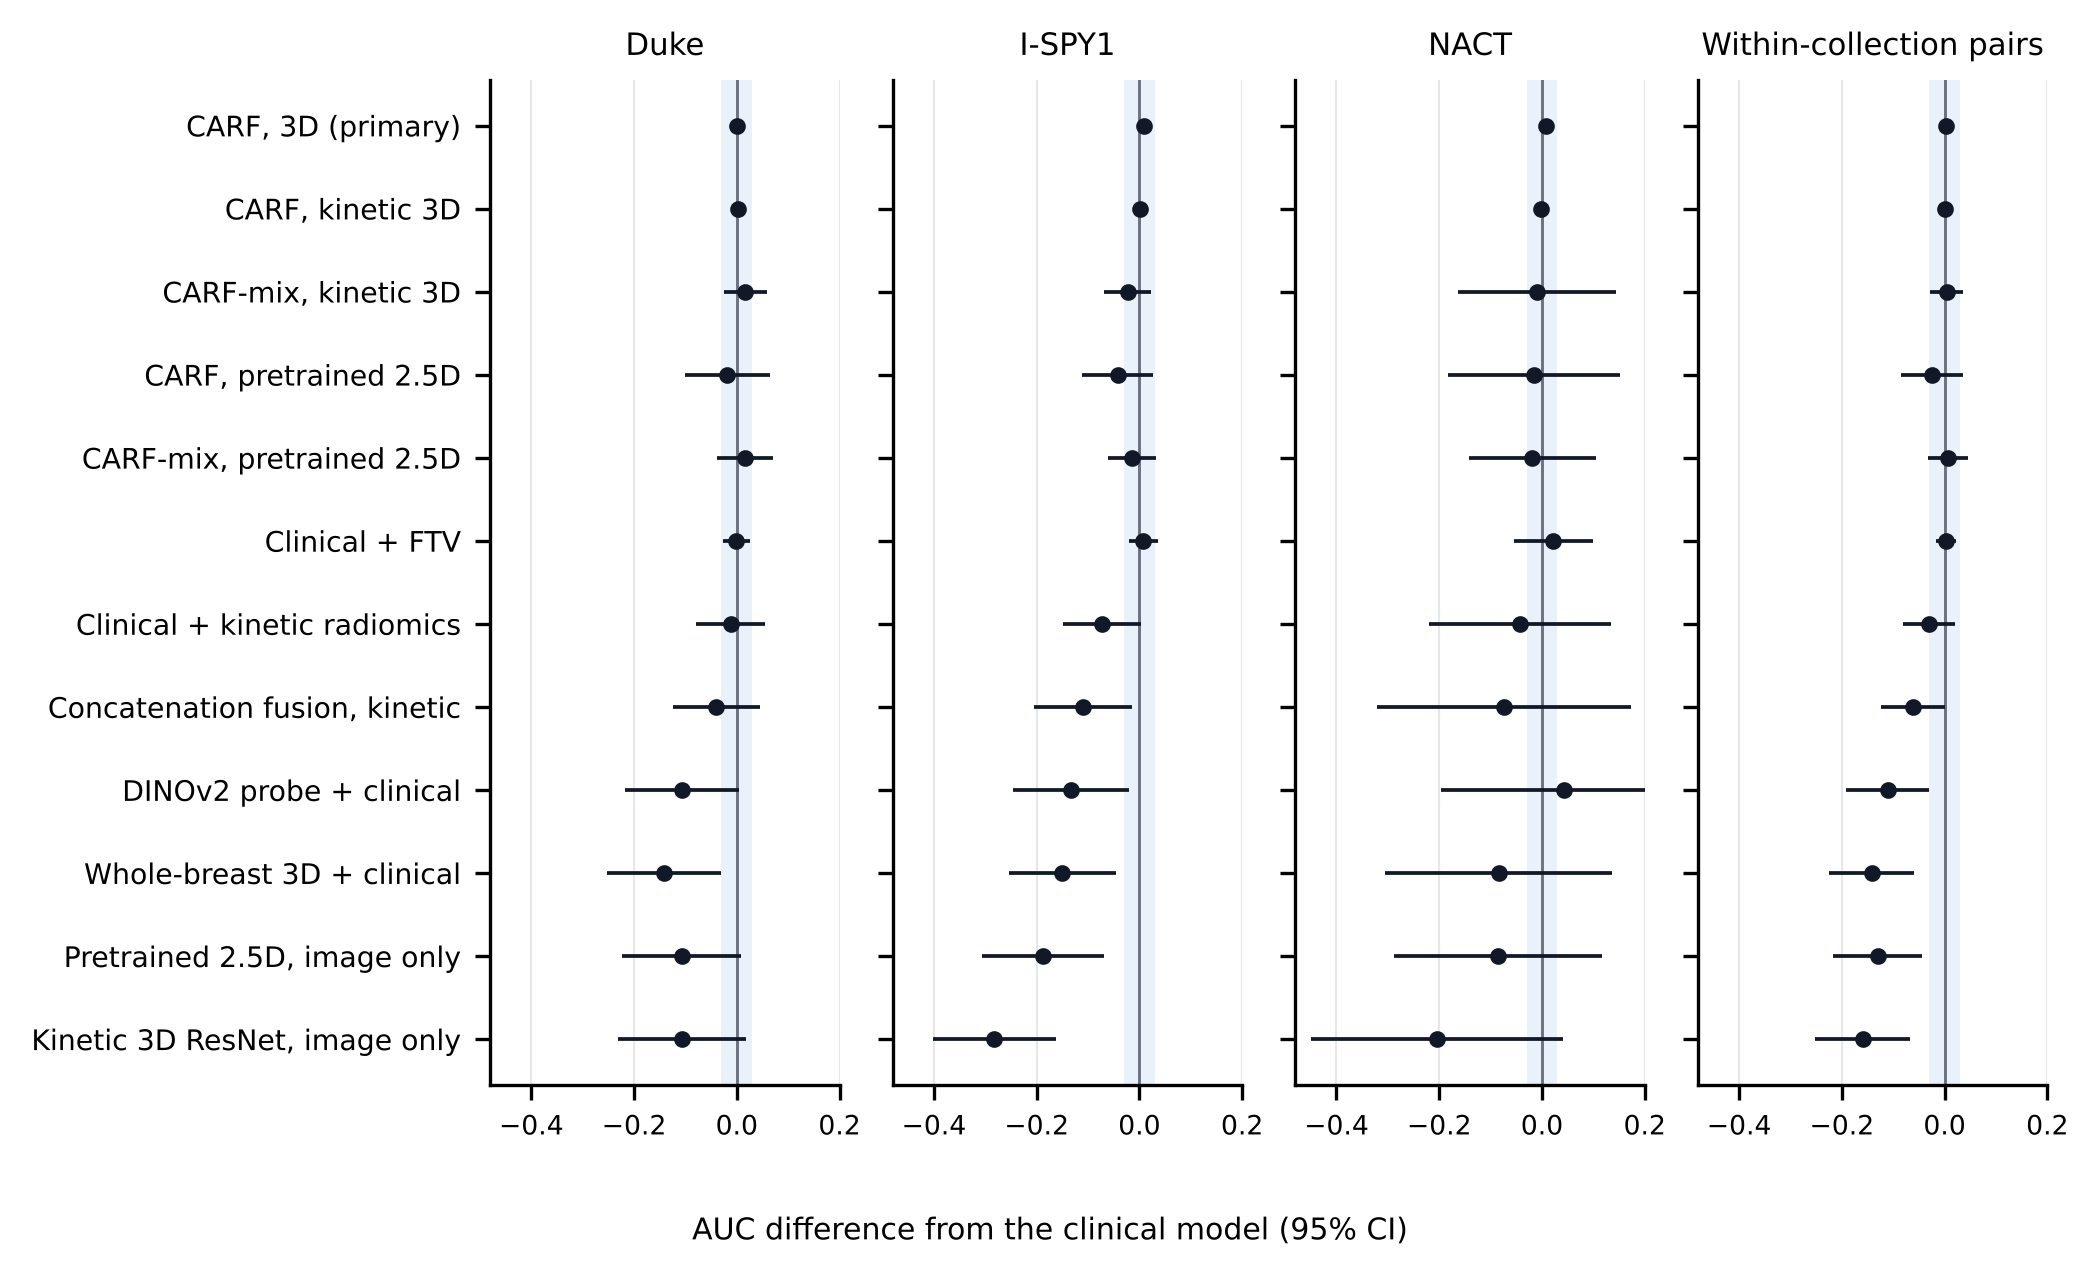 Duke
I-SPY1
NACT
Within-collection pairs
CARF, 3D (primary)
CARF, kinetic 3D
CARF-mix, kinetic 3D
CARF, pretrained 2.5D
CARF-mix, pretrained 2.5D
Clinical + FTV
Clinical + kinetic radiomics
Concatenation fusion, kinetic
DINOv2 probe + clinical
Whole-breast 3D + clinical
Pretrained 2.5D, image only
Kinetic 3D ResNet, image only
−0.4 −0.2 0.0 0.2
−0.4 −0.2 0.0 0.2
−0.4 −0.2 0.0 0.2
−0.4 −0.2 0.0 0.2
AUC difference from the clinical model (95% CI)